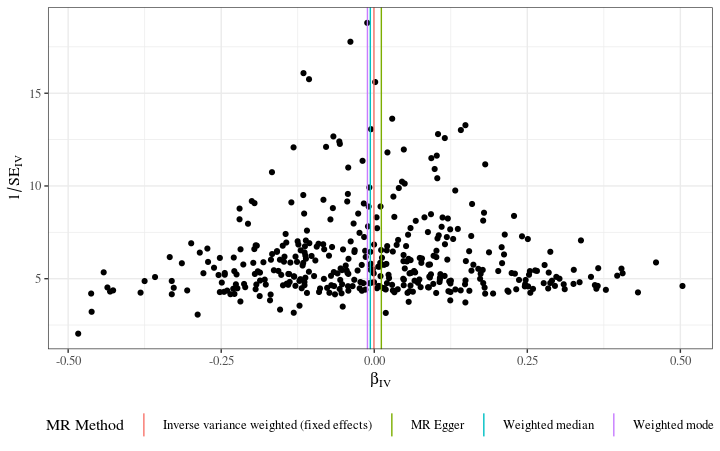 1/SE_IV
15
10
5
-0.50
-0.25
0.00
0.25
0.50
β_IV
MR Method
Inverse variance weighted (fixed effects)
MR Egger
Weighted median
Weighted mode